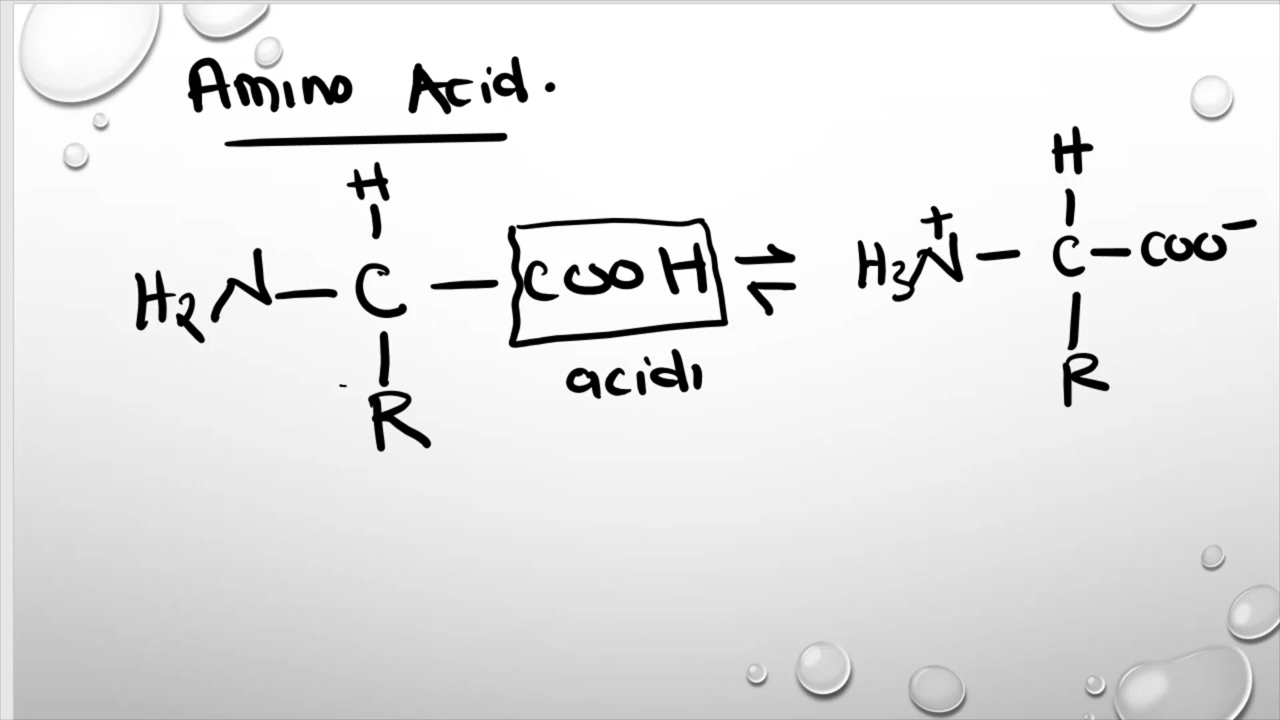 Amino Acid.
H H
H₂N — C — COOH ⇌ H₃N⁺ — C — COO⁻
R R
acidi